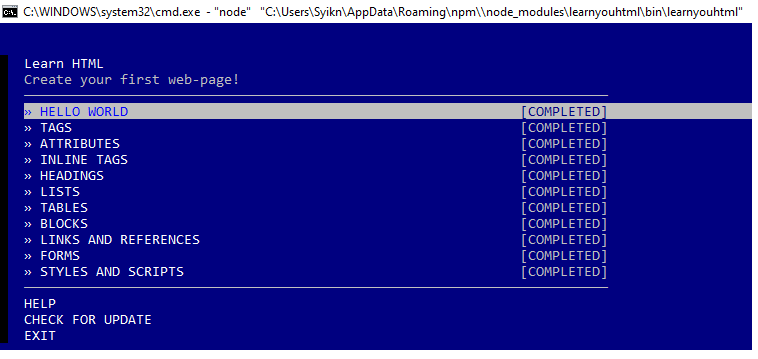 C:\WINDOWS\system32\cmd.exe - "node" "C:\Users\Syikn\AppData\Roaming\npm\\node_modules\learnyouhtml\bin\learnyouhtml"
Learn HTML
Create your first web-page!
» HELLO WORLD [COMPLETED]
» TAGS [COMPLETED]
» ATTRIBUTES [COMPLETED]
» INLINE TAGS [COMPLETED]
» HEADINGS [COMPLETED]
» LISTS [COMPLETED]
» TABLES [COMPLETED]
» BLOCKS [COMPLETED]
» LINKS AND REFERENCES [COMPLETED]
» FORMS [COMPLETED]
» STYLES AND SCRIPTS [COMPLETED]
HELP
CHECK FOR UPDATE
EXIT